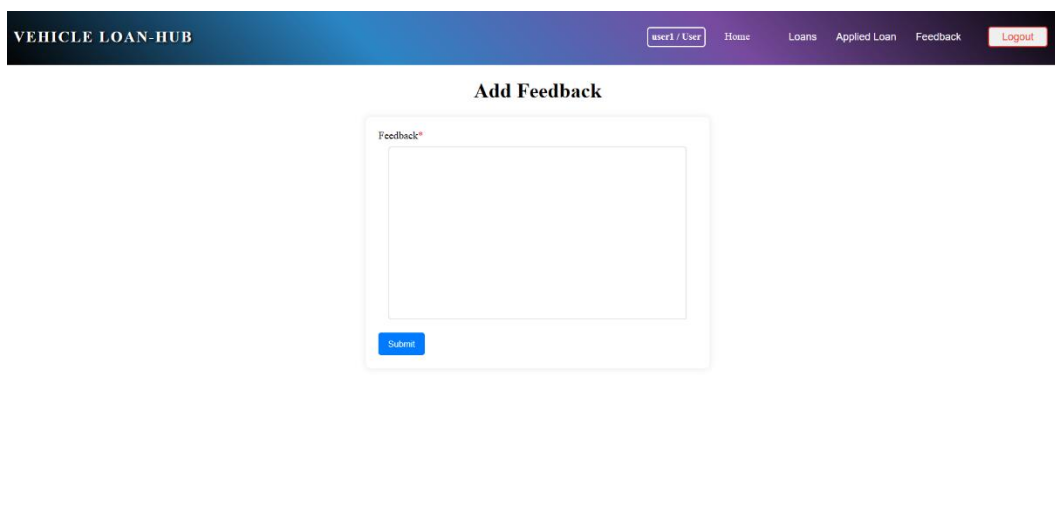 VEHICLE LOAN-HUB
user1 / User Home Loans Applied Loan Feedback Logout
Add Feedback
Feedback*
Submit